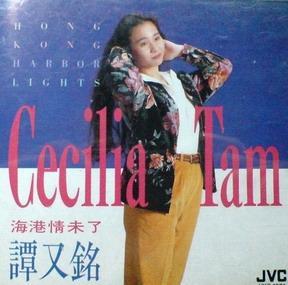 HONG
KONG
HARBOR
LIGHTS
Cecilia Tam
海港情未了
譚又銘
JVC